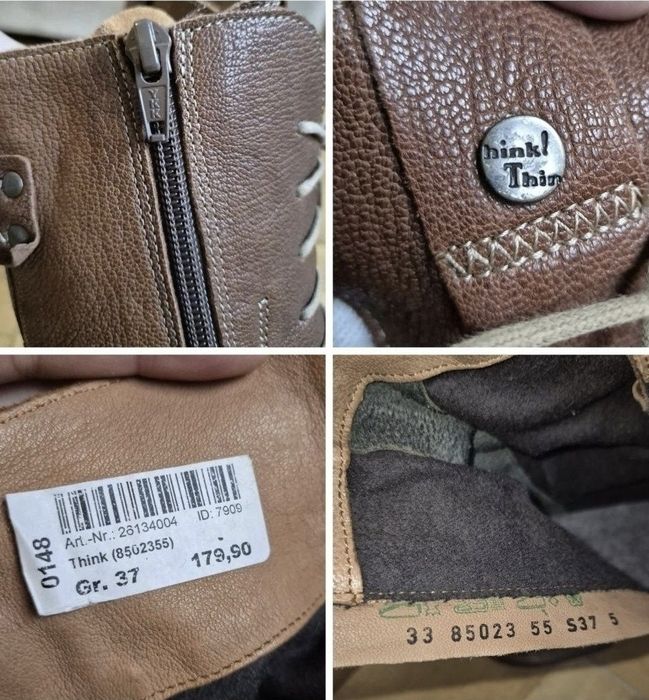 YKK
hink!
Thin
0148
Art.-Nr.: 26134004
ID: 7909
Think (8502355)
179,90
Gr. 37
33 85023 55 S37 5